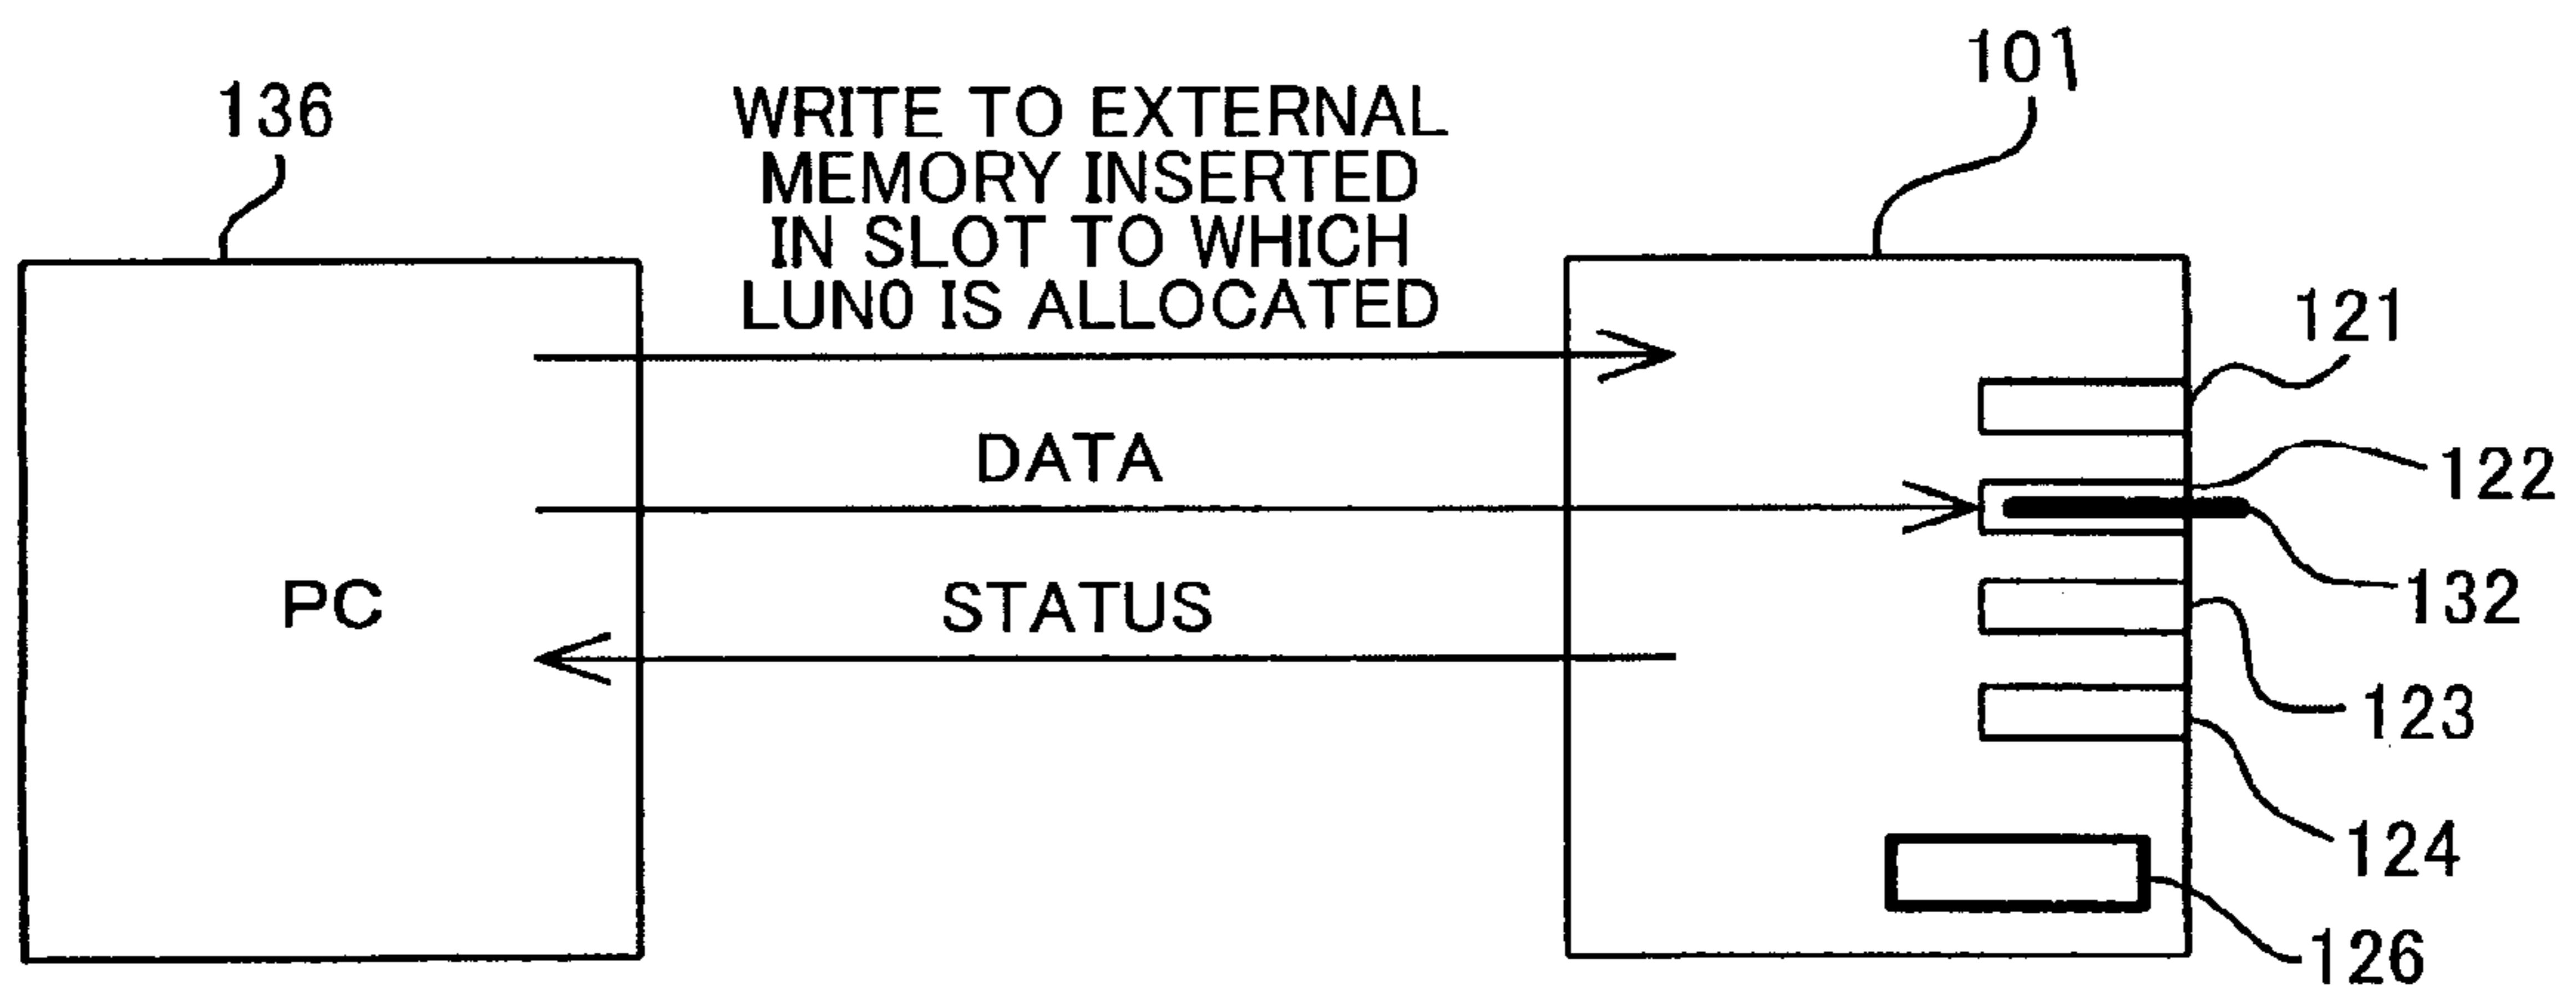 101
136
WRITE TO EXTERNAL
MEMORY INSERTED
IN SLOT TO WHICH
LUN0 IS ALLOCATED
121
DATA
122
132
PC
STATUS
123
124
126